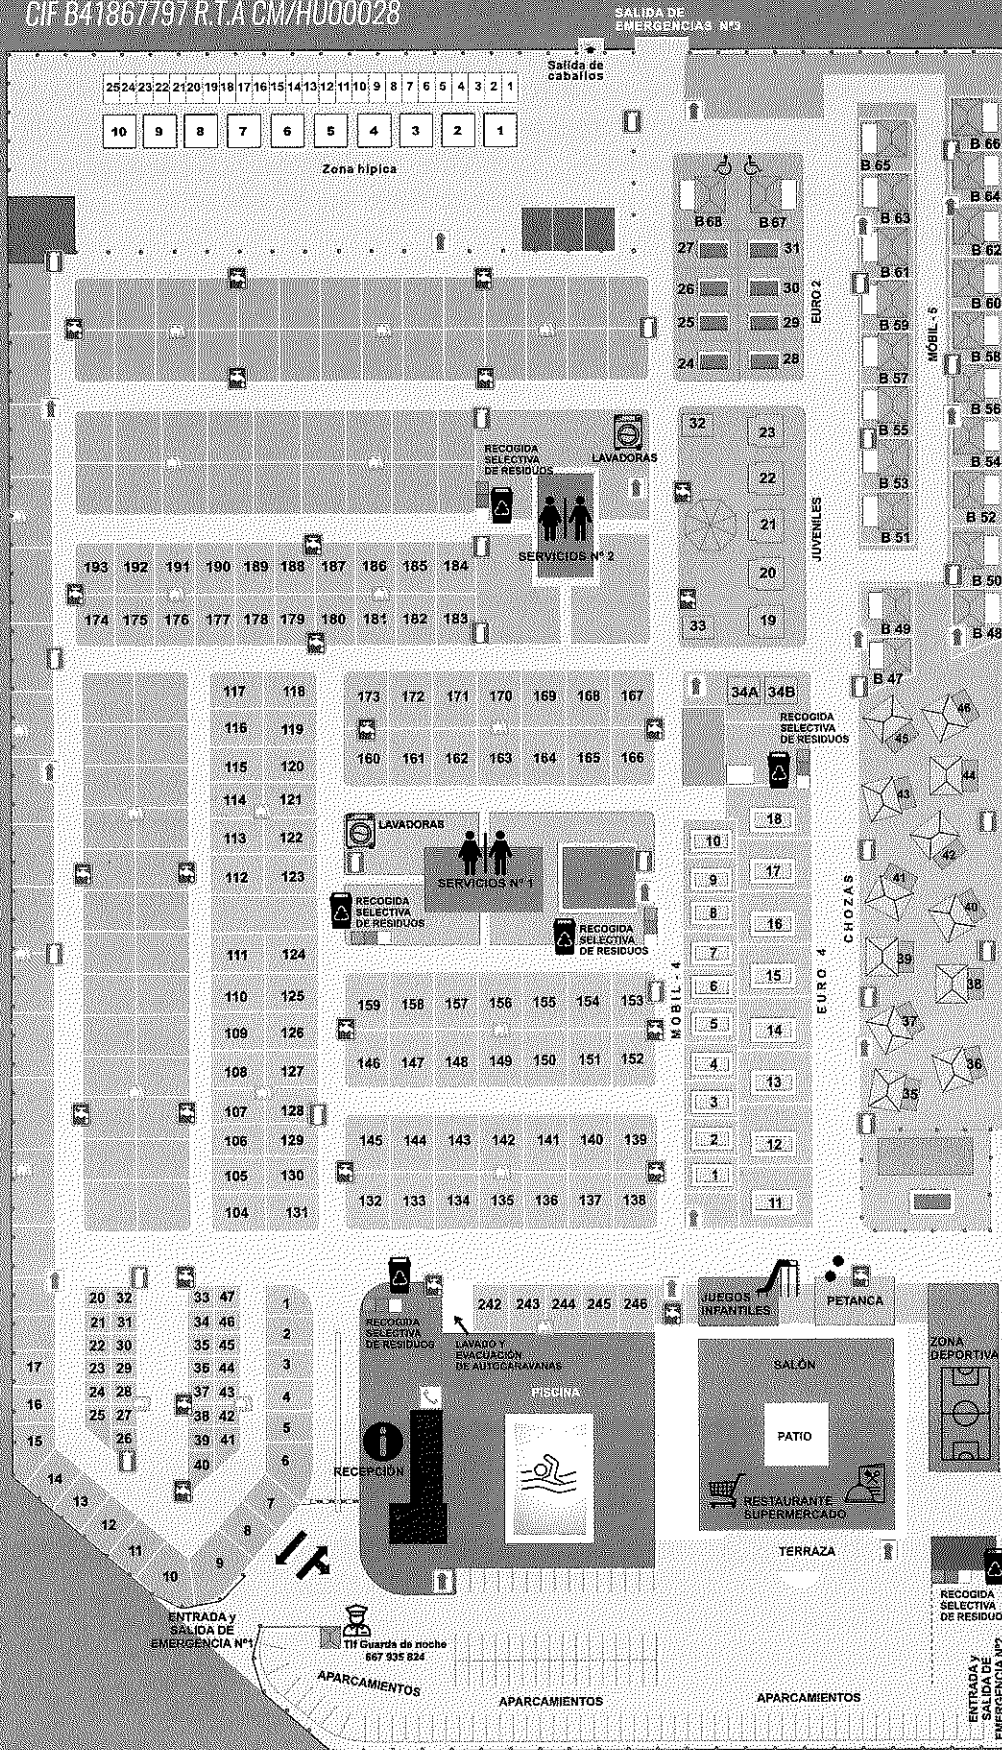 CIF B41867797 R.T.A CM/HU00028
SALIDA DE
EMERGENCIAS Nº3
Salida de
caballos
25 24 23 22 21 20 19 18 17 16 15 14 13 12 11 10 9 8 7 6 5 4 3 2 1
10 9 8 7 6 5 4 3 2 1
Zona hípica
B 66
B 65
B 64
B 68 B 67
B 63
27 31
B 62
B 61
26 30
EURO 2
B 60
25 29
B 59
MÓBIL - 5
24 28
B 58
B 57
B 56
32 23
B 55
LAVADORAS
RECOGIDA
SELECTIVA
DE RESIDUOS
B 54
22
B 53
21
JUVENILES
B 52
B 51
SERVICIOS Nº 2
193 192 191 190 189 188 187 186 185 184
20
B 50
174 175 176 177 178 179 180 181 182 183
33 19
B 49
B 48
B 47
117 118
173 172 171 170 169 168 167
34A 34B
46
RECOGIDA
SELECTIVA
DE RESIDUOS
116 119
45
160 161 162 163 164 165 166
115 120
44
114 121
43
18
LAVADORAS
113 122
10
42
112 123
SERVICIOS Nº 1
9 17
41
CHOZAS
RECOGIDA
SELECTIVA
DE RESIDUOS
8 16
40
RECOGIDA
SELECTIVA
DE RESIDUOS
111 124
7
39
6 15
38
MOBIL - 4
EURO 4
110 125
159 158 157 156 155 154 153
5 14
37
109 126
146 147 148 149 150 151 152
4
36
108 127
13
35
3
107 128
106 129
145 144 143 142 141 140 139
2 12
105 130
1
132 133 134 135 136 137 138
11
104 131
20 32 33 47 1
242 243 244 245 246
JUEGOS
INFANTILES
PETANCA
21 31 34 46
RECOGIDA
SELECTIVA
DE RESIDUOS
LAVADO Y
EVACUACIÓN
DE AUTOCARAVANAS
2
22 30 35 45
ZONA
DEPORTIVA
17 23 29 36 44 3
SALÓN
24 28 37 43 4
PISCINA
16
25 27 38 42 5
PATIO
15 26 39 41
40 6
RECEPCIÓN
14
13 7
RESTAURANTE
SUPERMERCADO
12 8
11 9
10
TERRAZA
RECOGIDA
SELECTIVA
DE RESIDUO
ENTRADA y
SALIDA DE
EMERGENCIA Nº1
Tlf Guarda de noche
667 935 824
ENTRADA y
SALIDA DE
EMERGENCIA Nº2
APARCAMIENTOS
APARCAMIENTOS
APARCAMIENTOS